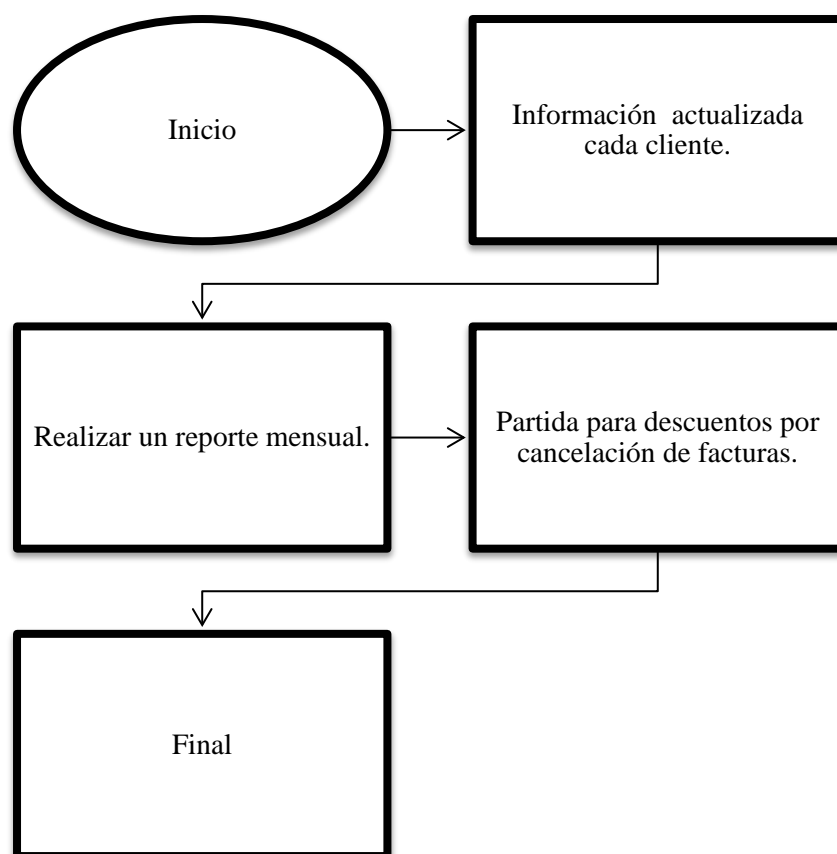 Inicio
Información  actualizada
cada cliente.
Realizar un reporte mensual.
Partida para descuentos por
cancelación de facturas.
Final